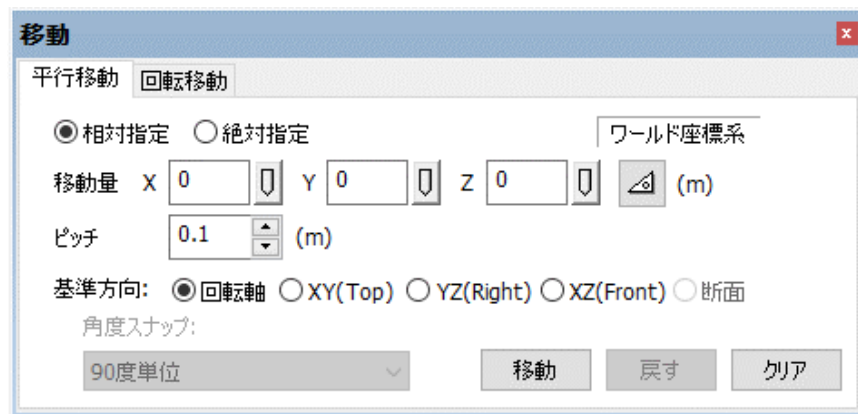 移動
平行移動 回転移動
相対指定 絶対指定 ワールド座標系
移動量 X 0 Y 0 Z 0 (m)
ピッチ 0.1 (m)
基準方向: 回転軸 XY(Top) YZ(Right) XZ(Front) 断面
角度スナップ:
90度単位 移動 戻す クリア